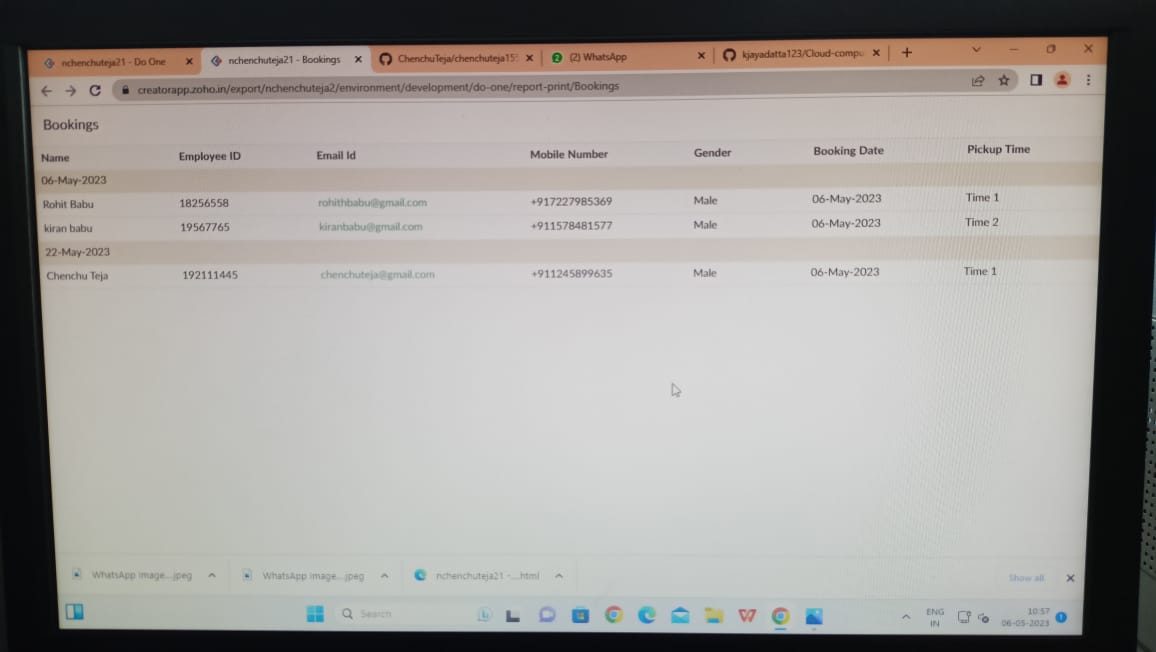 nchenchuteja21 - Do One nchenchuteja21 - Bookings ChenchuTeja/chenchuteja15 (2) WhatsApp kjayadatta123/Cloud-compu
creatorapp.zoho.in/export/nchenchuteja2/environment/development/do-one/report-print/Bookings
Bookings
Name Employee ID Email Id Mobile Number Gender Booking Date Pickup Time
06-May-2023
Rohit Babu 18256558 rohithbabu@gmail.com +917227985369 Male 06-May-2023 Time 1
kiran babu 19567765 kiranbabu@gmail.com +911578481577 Male 06-May-2023 Time 2
22-May-2023
Chenchu Teja 192111445 chenchuteja@gmail.com +911245899635 Male 06-May-2023 Time 1
WhatsApp Image...jpeg WhatsApp Image...jpeg nchenchuteja21 -...html Show all
Search ENG 10:57
IN 06-05-2023 1